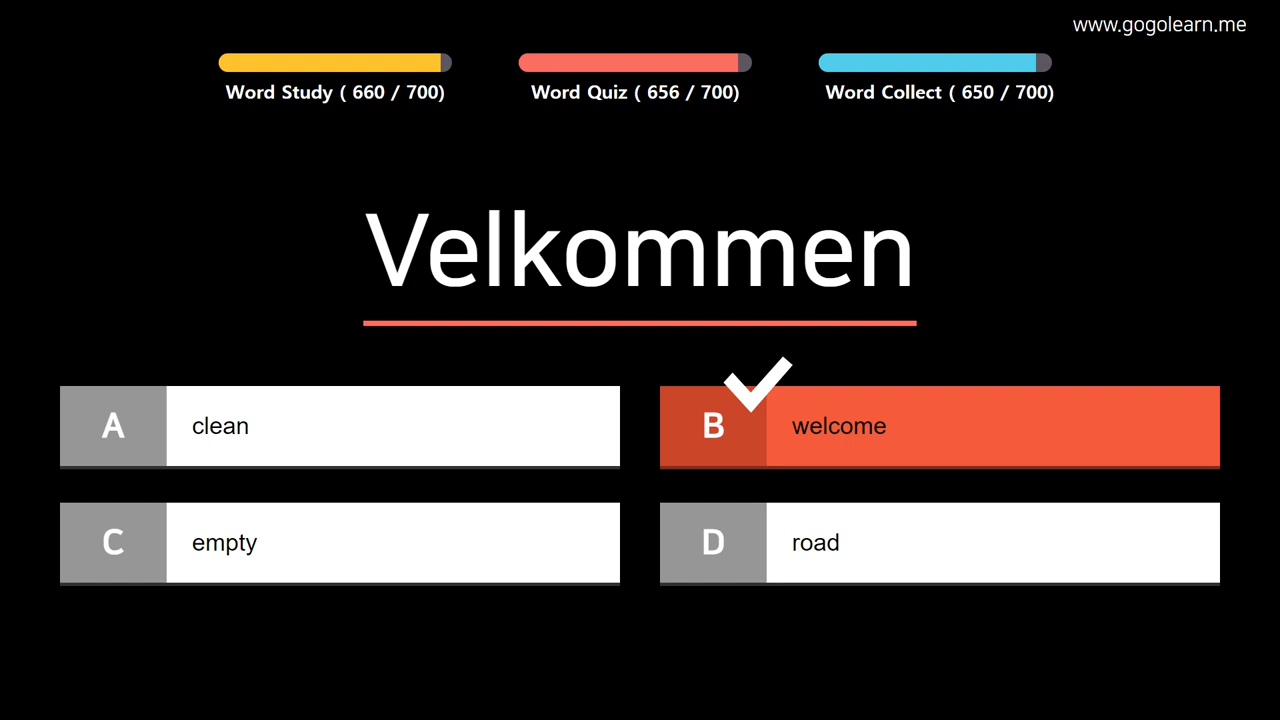 www.gogolearn.me
Word Study ( 660 / 700)
Word Quiz ( 656 / 700)
Word Collect ( 650 / 700)
Velkommen
A clean
B welcome
C empty
D road